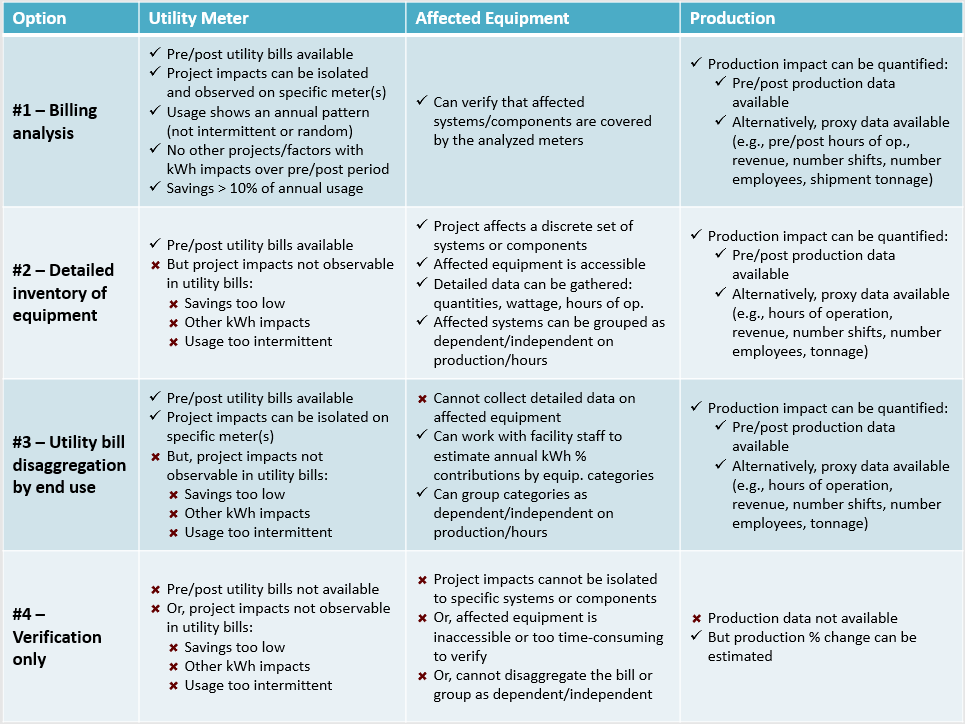 Option
Utility Meter
Affected Equipment
Production
#1 – Billing
analysis
✓ Pre/post utility bills available
✓ Project impacts can be isolated
and observed on specific meter(s)
✓ Usage shows an annual pattern
(not intermittent or random)
✓ No other projects/factors with
kWh impacts over pre/post period
✓ Savings > 10% of annual usage
✓ Can verify that affected
systems/components are covered
by the analyzed meters
✓ Production impact can be quantified:
✓ Pre/post production data
available
✓ Alternatively, proxy data available
(e.g., pre/post hours of op.,
revenue, number shifts, number
employees, shipment tonnage)
#2 – Detailed
inventory of
equipment
✓ Pre/post utility bills available
✖ But project impacts not observable
in utility bills:
✖ Savings too low
✖ Other kWh impacts
✖ Usage too intermittent
✓ Project affects a discrete set of
systems or components
✓ Affected equipment is accessible
✓ Detailed data can be gathered:
quantities, wattage, hours of op.
✓ Affected systems can be grouped as
dependent/independent on
production/hours
✓ Production impact can be quantified:
✓ Pre/post production data
available
✓ Alternatively, proxy data available
(e.g., hours of operation,
revenue, number shifts, number
employees, tonnage)
#3 – Utility bill
disaggregation
by end use
✓ Pre/post utility bills available
✓ Project impacts can be isolated on
specific meter(s)
✖ But, project impacts not
observable in utility bills:
✖ Savings too low
✖ Other kWh impacts
✖ Usage too intermittent
✖ Cannot collect detailed data on
affected equipment
✓ Can work with facility staff to
estimate annual kWh %
contributions by equip. categories
✓ Can group categories as
dependent/independent on
production/hours
✓ Production impact can be quantified:
✓ Pre/post production data
available
✓ Alternatively, proxy data available
(e.g., hours of operation,
revenue, number shifts, number
employees, tonnage)
#4 –
Verification
only
✖ Pre/post utility bills not available
✖ Or, project impacts not observable
in utility bills:
✖ Savings too low
✖ Other kWh impacts
✖ Usage too intermittent
✖ Project impacts cannot be isolated
to specific systems or components
✖ Or, affected equipment is
inaccessible or too time-consuming
to verify
✖ Or, cannot disaggregate the bill or
group as dependent/independent
✖ Production data not available
✓ But production % change can be
estimated